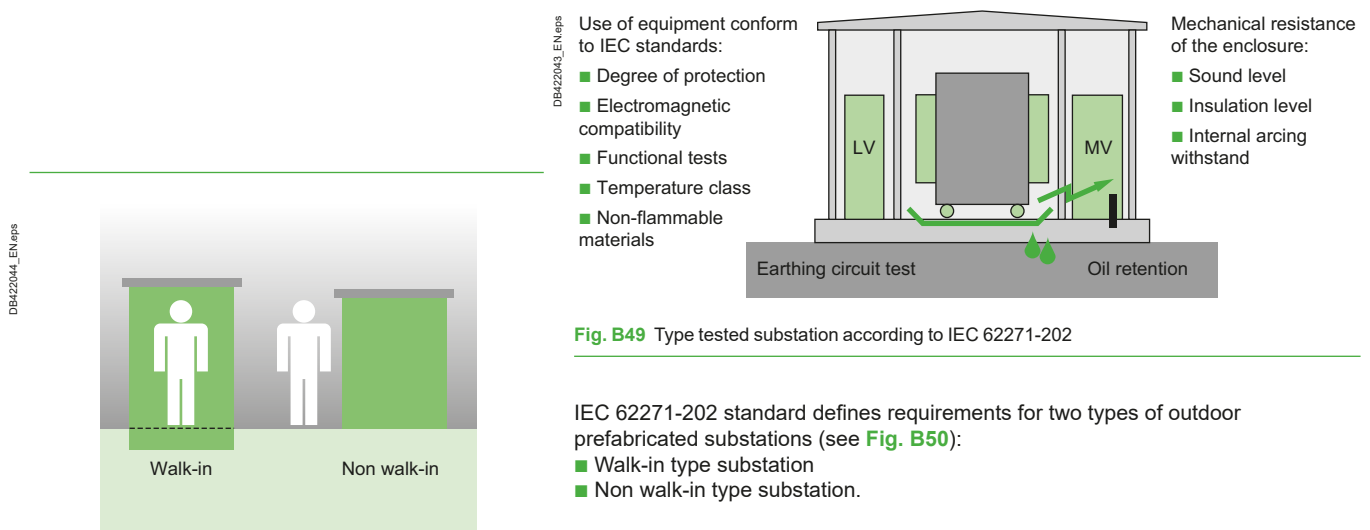 DB422044_EN.eps
Walk-in
Non walk-in
DB422043_EN.eps
Use of equipment conform
to IEC standards:
■ Degree of protection
■ Electromagnetic
compatibility
■ Functional tests
■ Temperature class
■ Non-flammable
materials
LV
MV
Earthing circuit test
Oil retention
Mechanical resistance
of the enclosure:
■ Sound level
■ Insulation level
■ Internal arcing
withstand
Fig. B49 Type tested substation according to IEC 62271-202
IEC 62271-202 standard defines requirements for two types of outdoor
prefabricated substations (see Fig. B50):
■ Walk-in type substation
■ Non walk-in type substation.